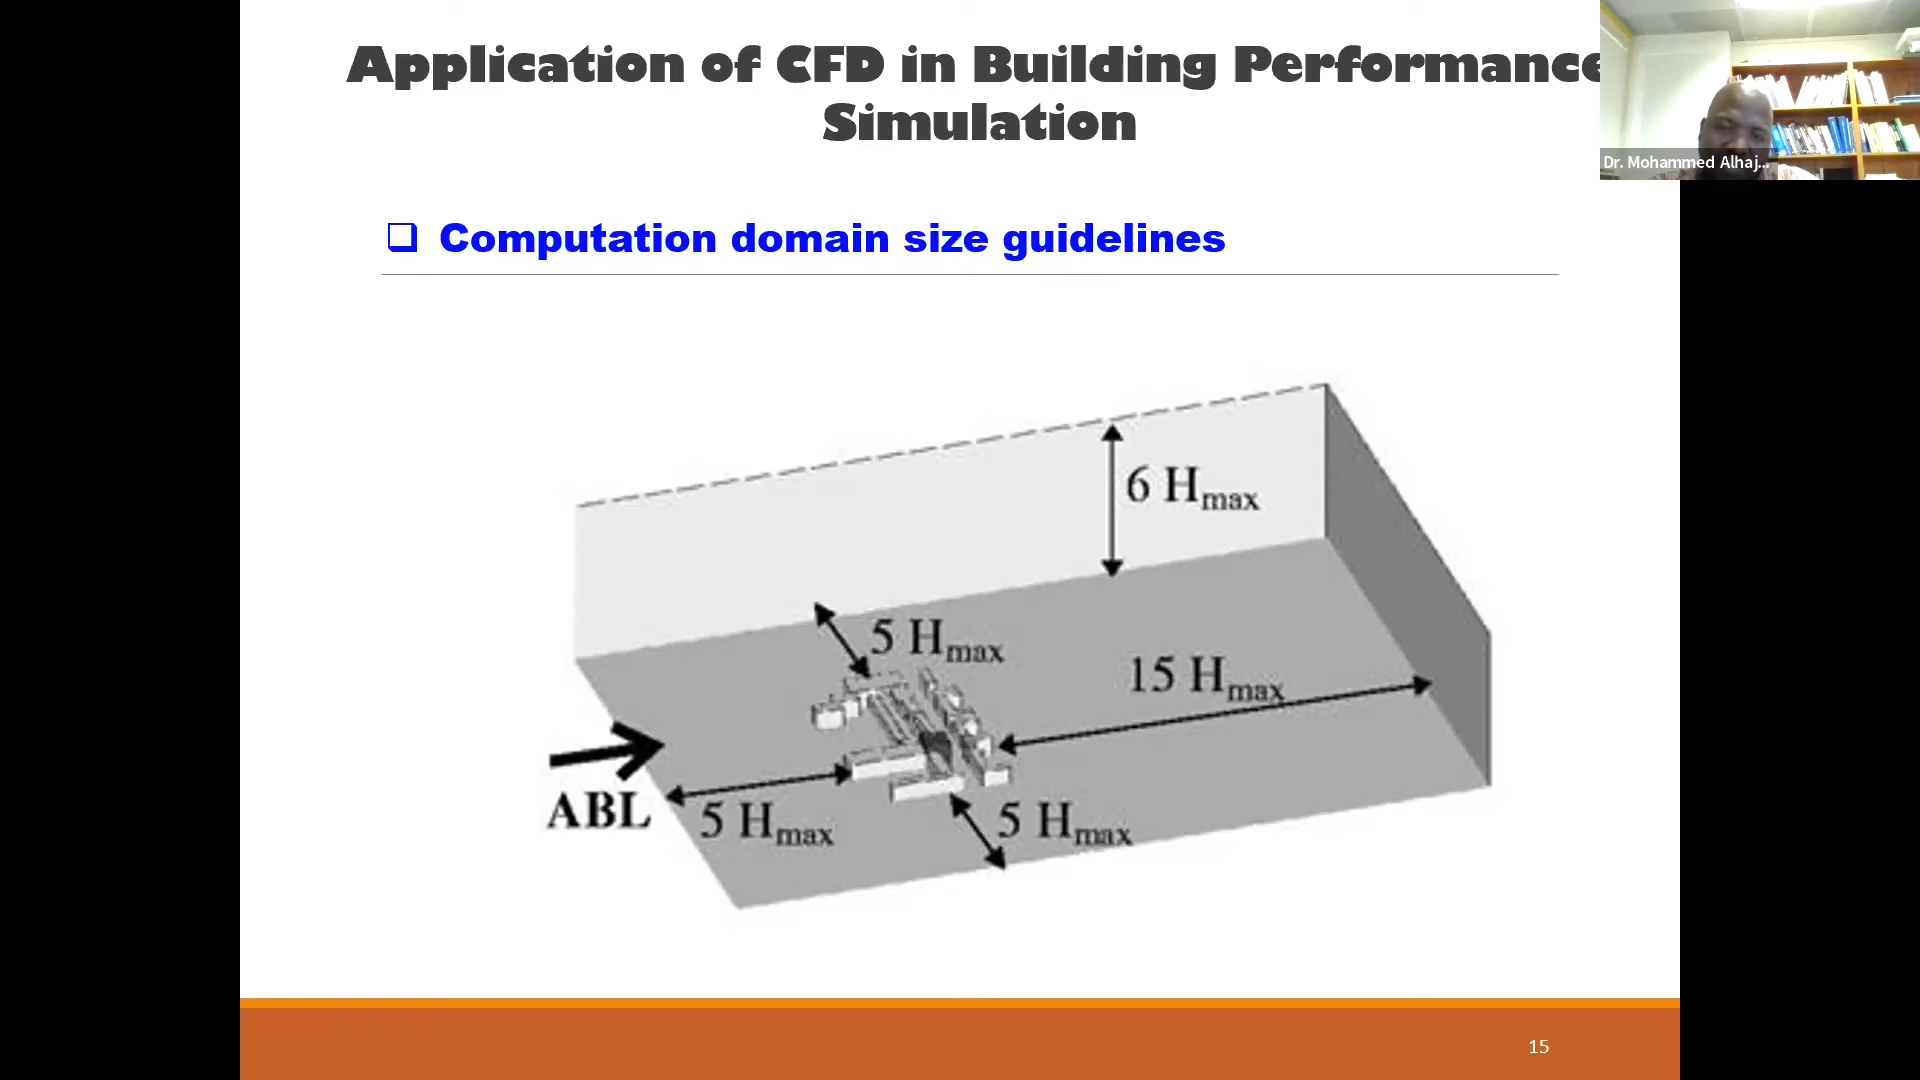 Application of CFD in Building Performance
Simulation
Dr. Mohammed Alhaj...
Computation domain size guidelines
6 Hmax
5 Hmax
15 Hmax
ABL
5 Hmax
5 Hmax
15